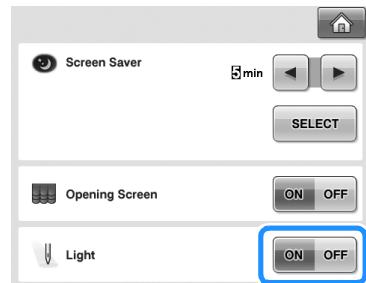 Screen Saver 5 min
SELECT
Opening Screen ON OFF
Light ON OFF